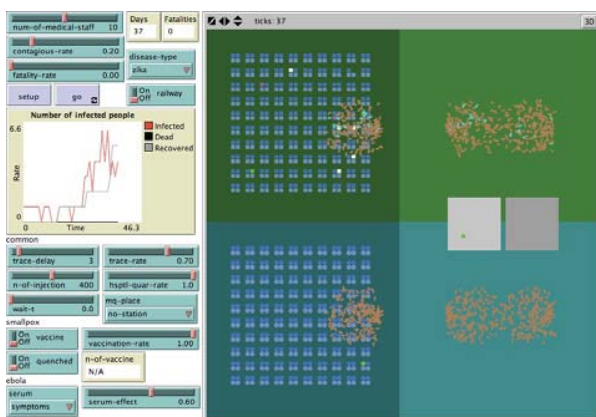 num-of-medical-staff 10
Days
37
Fatalities
0
contagious-rate 0.20
disease-type
zika
fatality-rate 0.00
setup
go
On
Off
railway
Number of infected people
6.6
Rate
0
0
Time
46.3
Infected
Dead
Recovered
common
trace-delay 3
trace-rate 0.70
n-of-injection 400
hsptl-quar-rate 1.0
wait-t 0.0
mq-place
no-station
smallpox
On
Off
vaccine
vaccination-rate 1.00
On
Off
quenched
n-of-vaccine
N/A
ebola
serum
symptoms
serum-effect 0.60
ticks: 37
3D